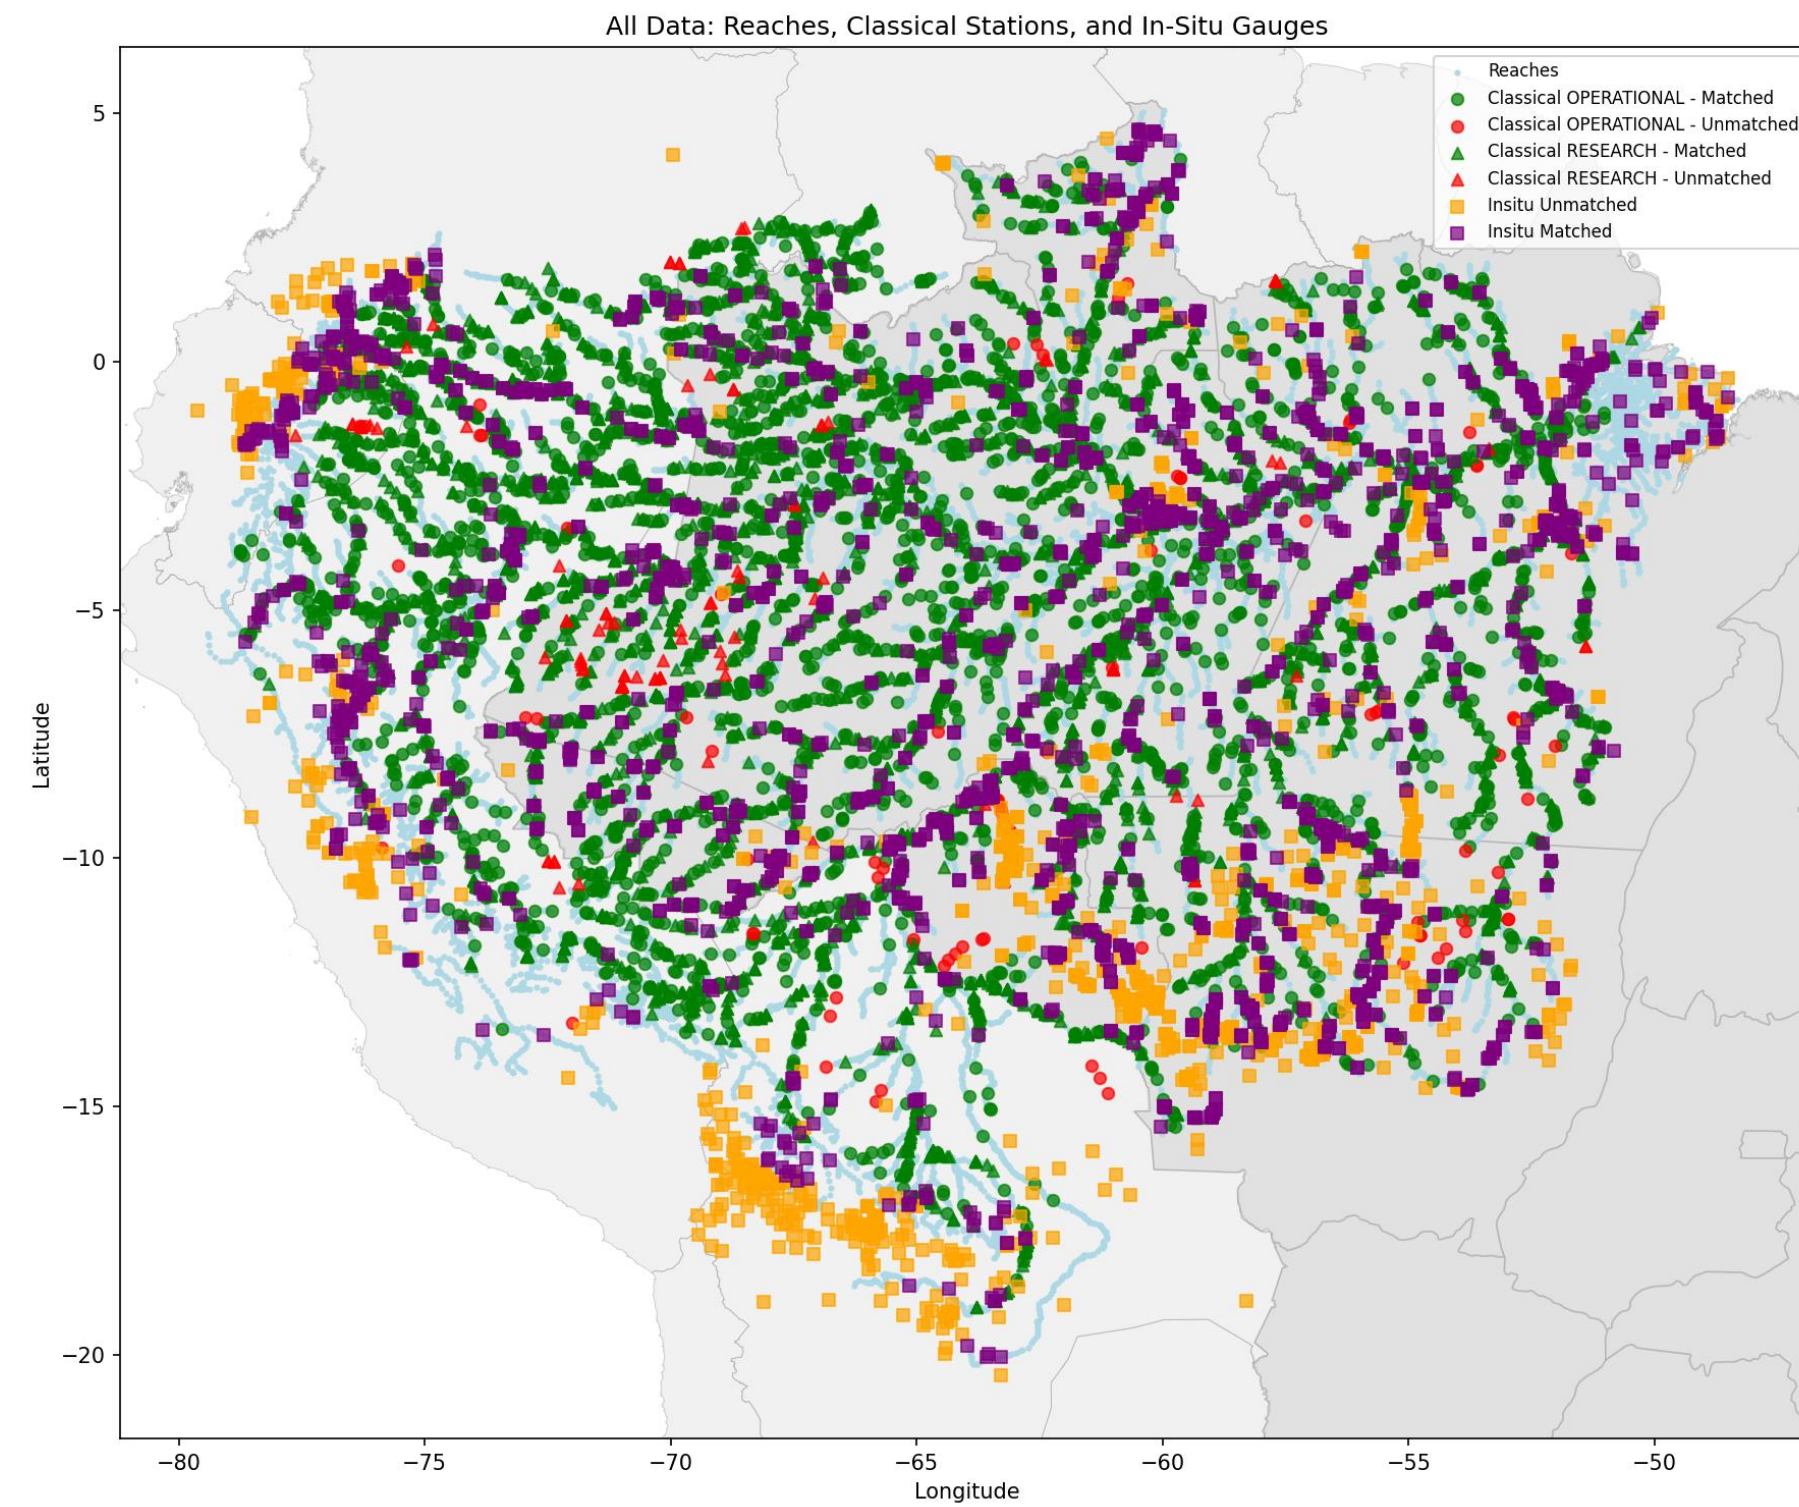 All Data: Reaches, Classical Stations, and In-Situ Gauges
Reaches
Classical OPERATIONAL - Matched
Classical OPERATIONAL - Unmatched
Classical RESEARCH - Matched
Classical RESEARCH - Unmatched
Insitu Unmatched
Insitu Matched
5
0
−5
−10
−15
−20
Latitude
−80 −75 −70 −65 −60 −55 −50
Longitude